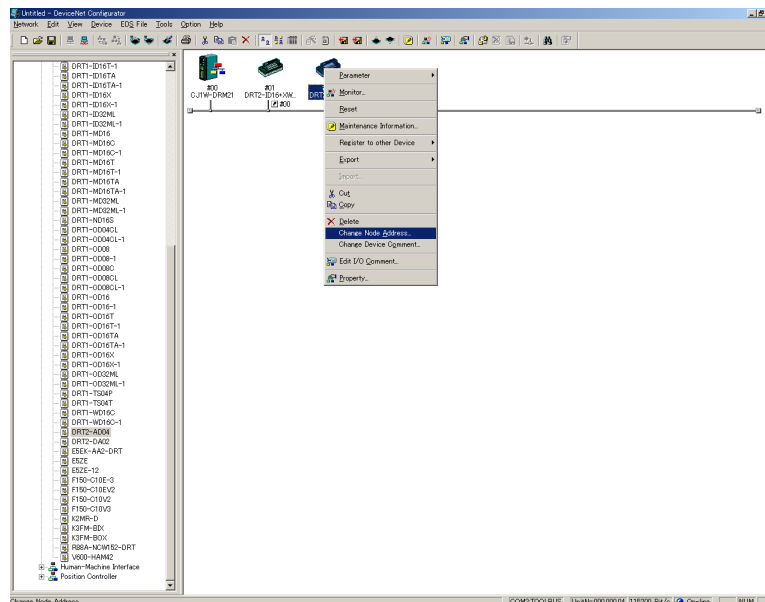 Untitled - DeviceNet Configurator
Network Edit View Device EDS File Tools Option Help
DRT1-ID16T-1
DRT1-ID16TA
DRT1-ID16TA-1
DRT1-ID16X
DRT1-ID16X-1
DRT1-ID32ML
DRT1-ID32ML-1
DRT1-MD16
DRT1-MD16C
DRT1-MD16C-1
DRT1-MD16T
DRT1-MD16T-1
DRT1-MD16TA
DRT1-MD16TA-1
DRT1-MD32ML
DRT1-MD32ML-1
DRT1-ND16S
DRT1-OD04CL
DRT1-OD04CL-1
DRT1-OD08
DRT1-OD08-1
DRT1-OD08C
DRT1-OD08CL
DRT1-OD08CL-1
DRT1-OD16
DRT1-OD16-1
DRT1-OD16T
DRT1-OD16T-1
DRT1-OD16TA
DRT1-OD16TA-1
DRT1-OD16X
DRT1-OD16X-1
DRT1-OD32ML
DRT1-OD32ML-1
DRT1-TS04P
DRT1-TS04T
DRT1-WD16C
DRT1-WD16C-1
DRT2-AD04
DRT2-DA02
E5EK-AA2-DRT
E5ZE
E5ZE-12
F150-C10E-3
F150-C10EV2
F150-C10V2
F150-C10V3
K2MR-D
K3FM-BIX
K3FM-BOX
R88A-NCW152-DRT
V600-HAM42
Human-Machine Interface
Position Controller
#00
CJ1W-DRM21
#01
DRT2-ID16+XW...
#00
DRT
Parameter
Monitor...
Reset
Maintenance Information...
Register to other Device
Export
Import...
Cut
Copy
Delete
Change Node Address...
Change Device Comment...
Edit I/O Comment...
Property...
Change Node Address
On-line
NUM